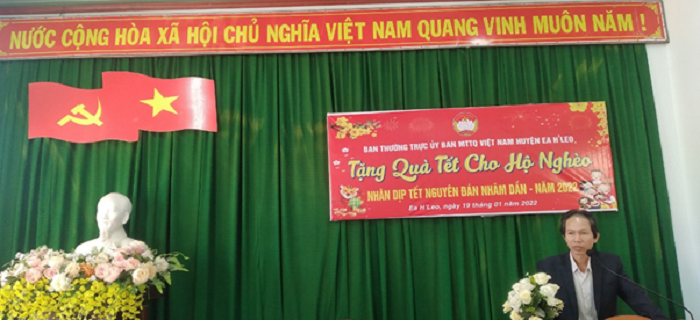 NƯỚC CỘNG HÒA XÃ HỘI CHỦ NGHĨA VIỆT NAM QUANG VINH MUÔN NĂM !
BAN THƯỜNG TRỰC ỦY BAN MTTQ VIỆT NAM HUYỆN EA H'LEO
Tặng Quà Tết Cho Hộ Nghèo
NHÂN DỊP TẾT NGUYÊN ĐÁN NHÂM DẦN - NĂM 2022
Ea H'Leo, ngày 19 tháng 01 năm 2022